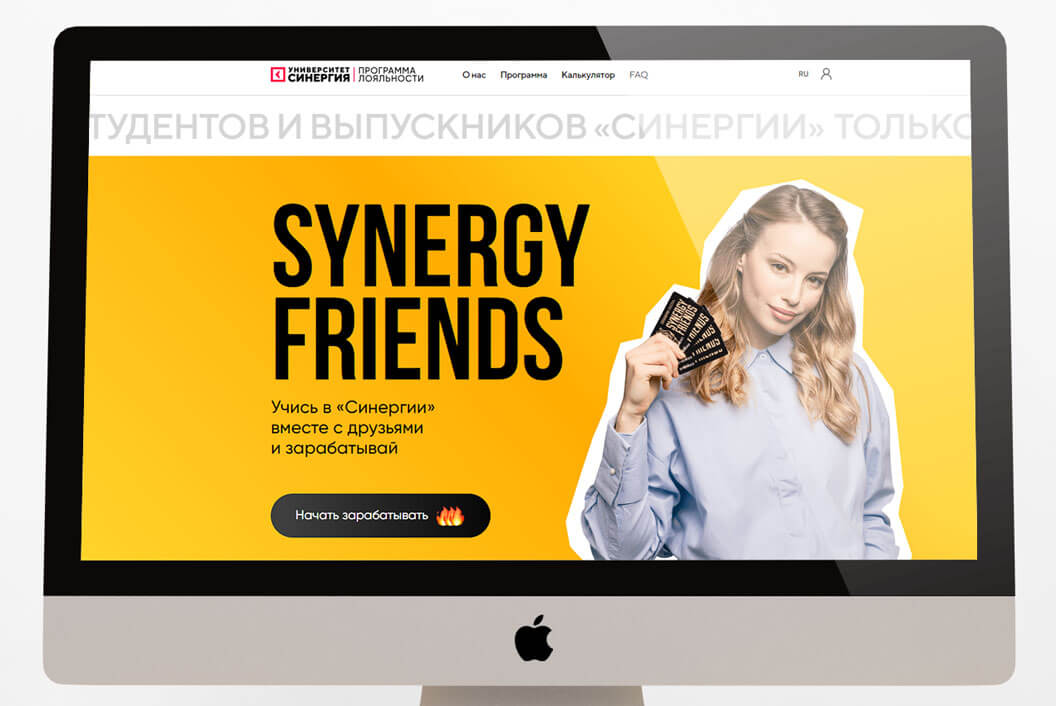 УНИВЕРСИТЕТ
СИНЕРГИЯ
ПРОГРАММА
ЛОЯЛЬНОСТИ
О нас
Программа
Калькулятор
FAQ
RU
ТУДЕНТОВ И ВЫПУСКНИКОВ «СИНЕРГИИ» ТОЛЬКО
SYNERGY
FRIENDS
Учись в «Синергии»
вместе с друзьями
и зарабатывай
Начать зарабатывать
SYNERGY
FRIENDS